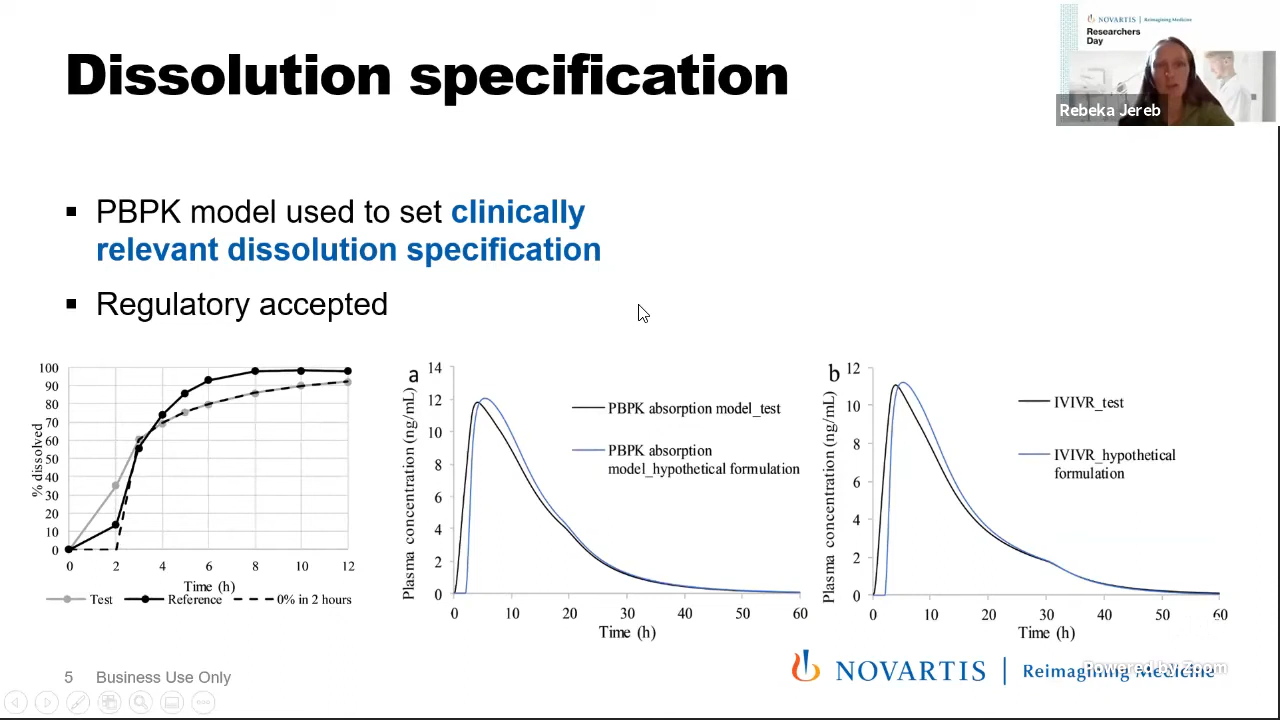 NOVARTIS | Reimagining Medicine
Researchers
Day
Rebeka Jereb
Dissolution specification
▪ PBPK model used to set clinically
relevant dissolution specification
▪ Regulatory accepted
100
90
80
70
60
50
40
30
20
10
0
% dissolved
0 2 4 6 8 10 12
Time (h)
Test Reference 0% in 2 hours
a
14
12
10
8
6
4
2
0
Plasma concentration (ng/mL)
PBPK absorption model_test
PBPK absorption
model_hypothetical formulation
0 10 20 30 40 50 60
Time (h)
b
12
10
8
6
4
2
0
Plasma concentration (ng/mL)
IVIVR_test
IVIVR_hypothetical
formulation
0 10 20 30 40 50 60
Time (h)
5 Business Use Only
NOVARTIS | Reimagining Medicine
Powered by Zoom